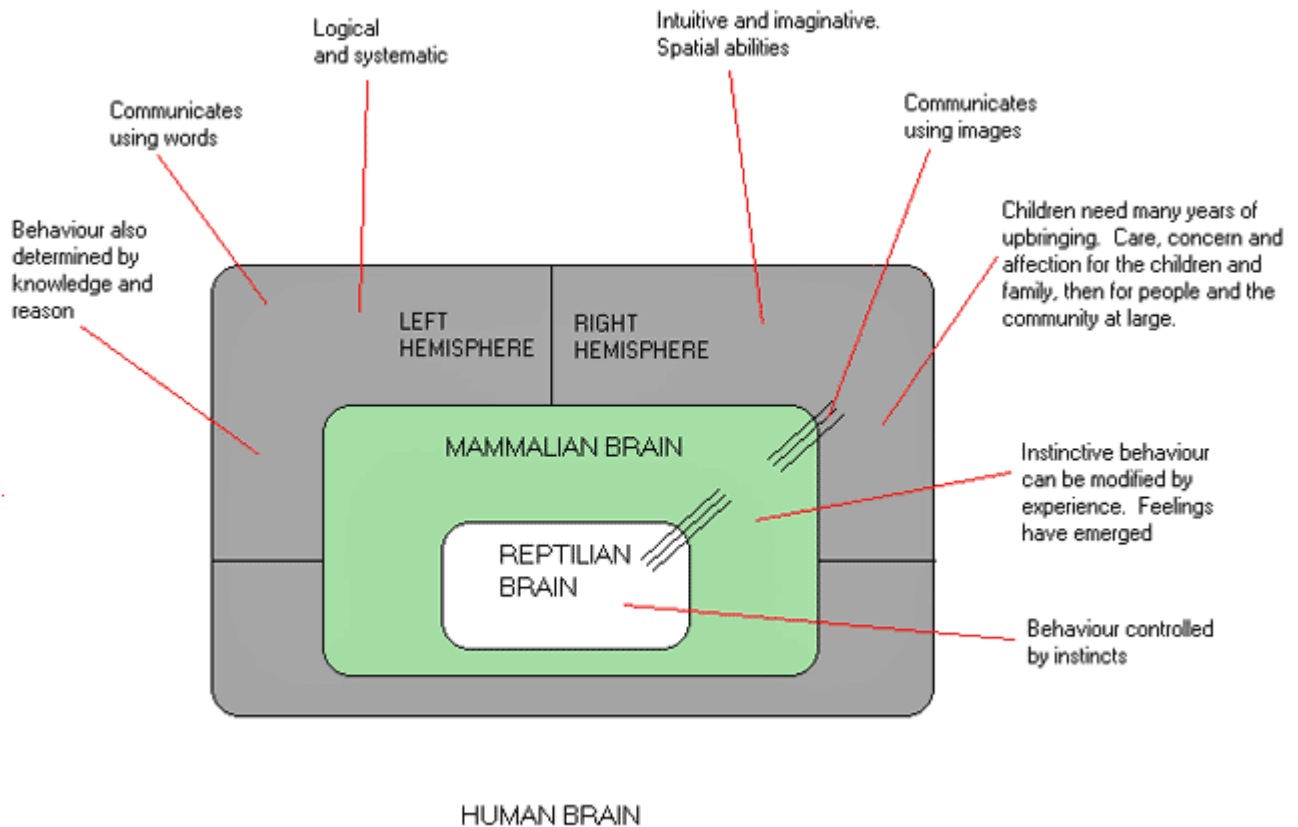 Logical
and systematic
Intuitive and imaginative.
Spatial abilities
Communicates
using words
Communicates
using images
Behaviour also
determined by
knowledge and
reason
Children need many years of
upbringing.  Care, concern and
affection for the children and
family, then for people and the
community at large.
LEFT
HEMISPHERE
RIGHT
HEMISPHERE
MAMMALIAN BRAIN
Instinctive behaviour
can be modified by
experience.  Feelings
have emerged
REPTILIAN
BRAIN
Behaviour controlled
by instincts
HUMAN BRAIN